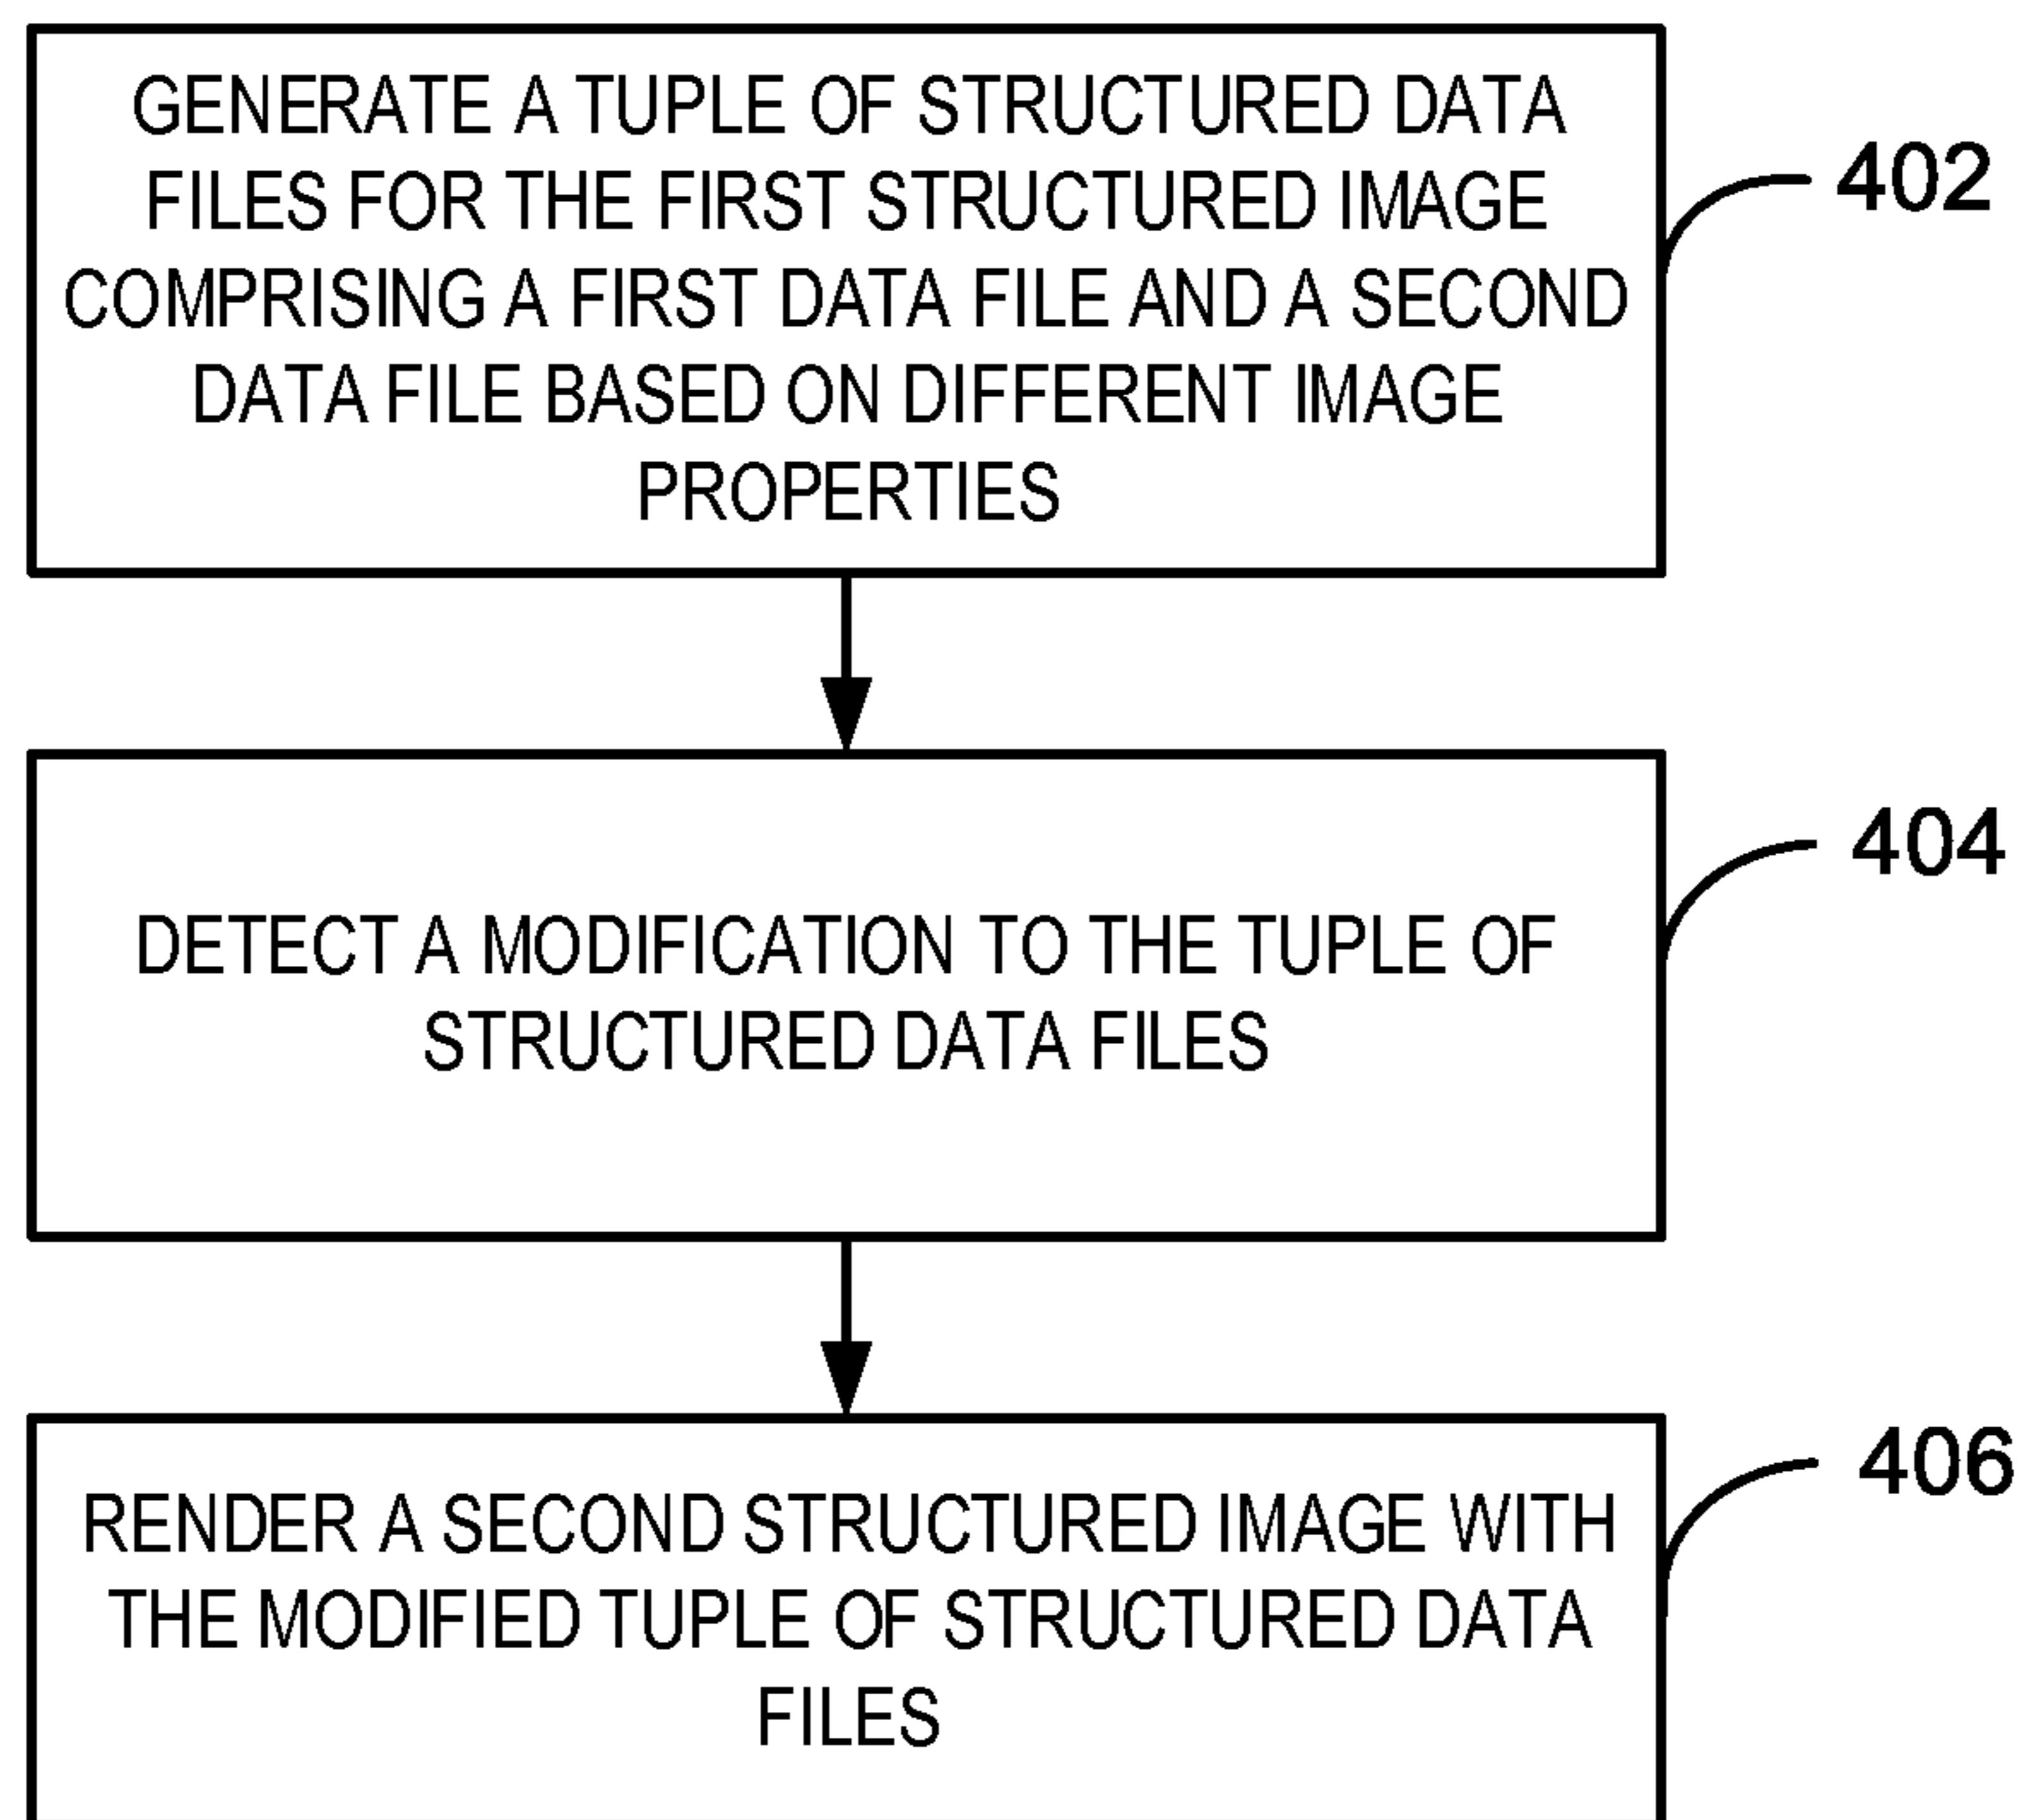 GENERATE A TUPLE OF STRUCTURED DATA
FILES FOR THE FIRST STRUCTURED IMAGE
COMPRISING A FIRST DATA FILE AND A SECOND
DATA FILE BASED ON DIFFERENT IMAGE
PROPERTIES
402
DETECT A MODIFICATION TO THE TUPLE OF
STRUCTURED DATA FILES
404
RENDER A SECOND STRUCTURED IMAGE WITH
THE MODIFIED TUPLE OF STRUCTURED DATA
FILES
406